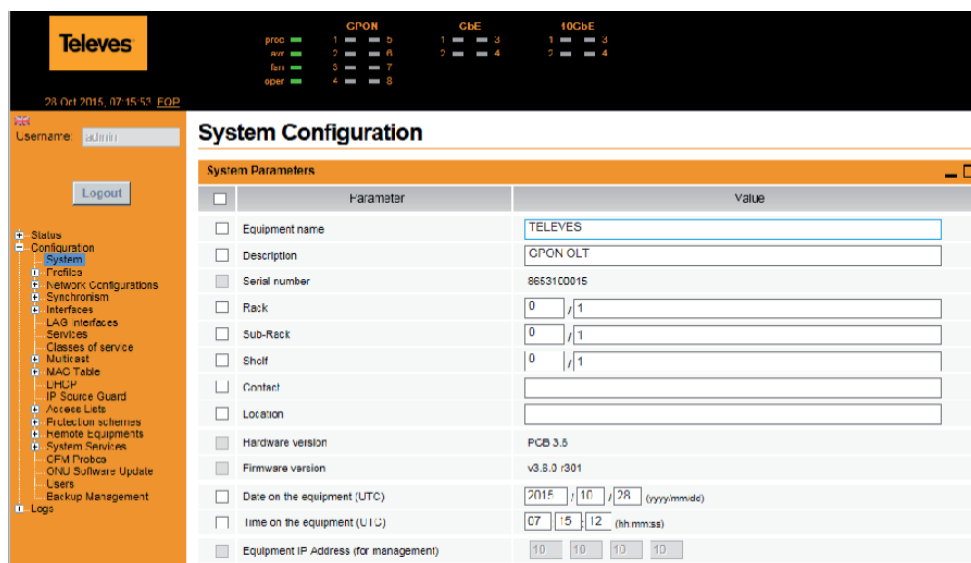 Televes
GPON GbE 10GbE
proc 1 5 1 3 1 3
2 6 2 4 2 4
fan 3 7
oper 4 8
28 Oct 2015, 07:15:53 EQP
Username: admin
Logout
Status
Configuration
System
Profiles
Network Configurations
Synchronism
Interfaces
LAG Interfaces
Services
Classes of service
Multicast
MAC Table
DHCP
IP Source Guard
Access Lists
Protection schemes
Remote Equipments
System Services
CFM Probes
ONU Software Update
Users
Backup Management
Logs
System Configuration
System Parameters
Parameter Value
Equipment name TELEVES
Description GPON OLT
Serial number 8653100015
Rack 0 / 1
Sub-Rack 0 / 1
Shelf 0 / 1
Contact
Location
Hardware version PCB 3.5
Firmware version v3.8.0 r301
Date on the equipment (UTC) 2015 / 10 / 28 (yyyy/mm/dd)
Time on the equipment (UTC) 07 : 15 : 12 (hh:mm:ss)
Equipment IP Address (for management) 10 10 10 10